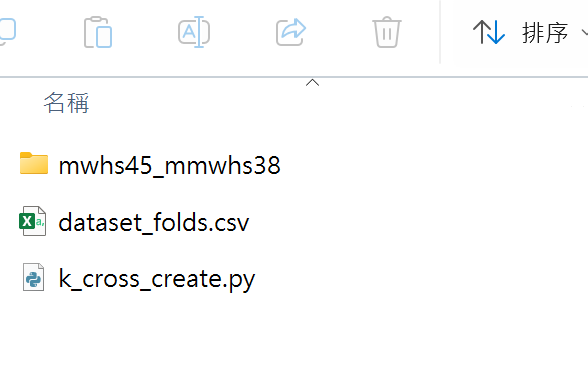 排序
名稱
mwhs45_mmwhs38
dataset_folds.csv
k_cross_create.py